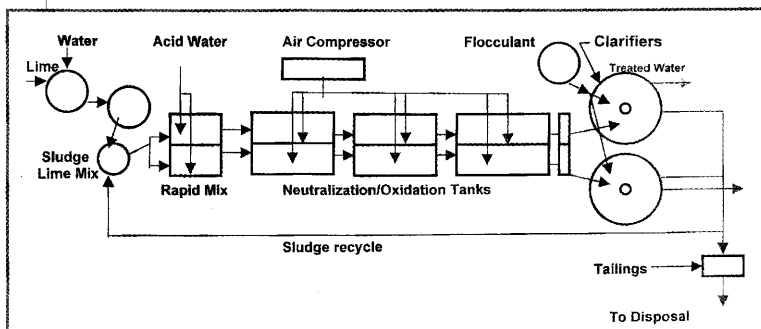 Water
Acid Water
Air Compressor
Flocculant
Clarifiers
Lime
Treated Water
Sludge
Lime Mix
Rapid Mix
Neutralization/Oxidation Tanks
Sludge recycle
Tailings
To Disposal